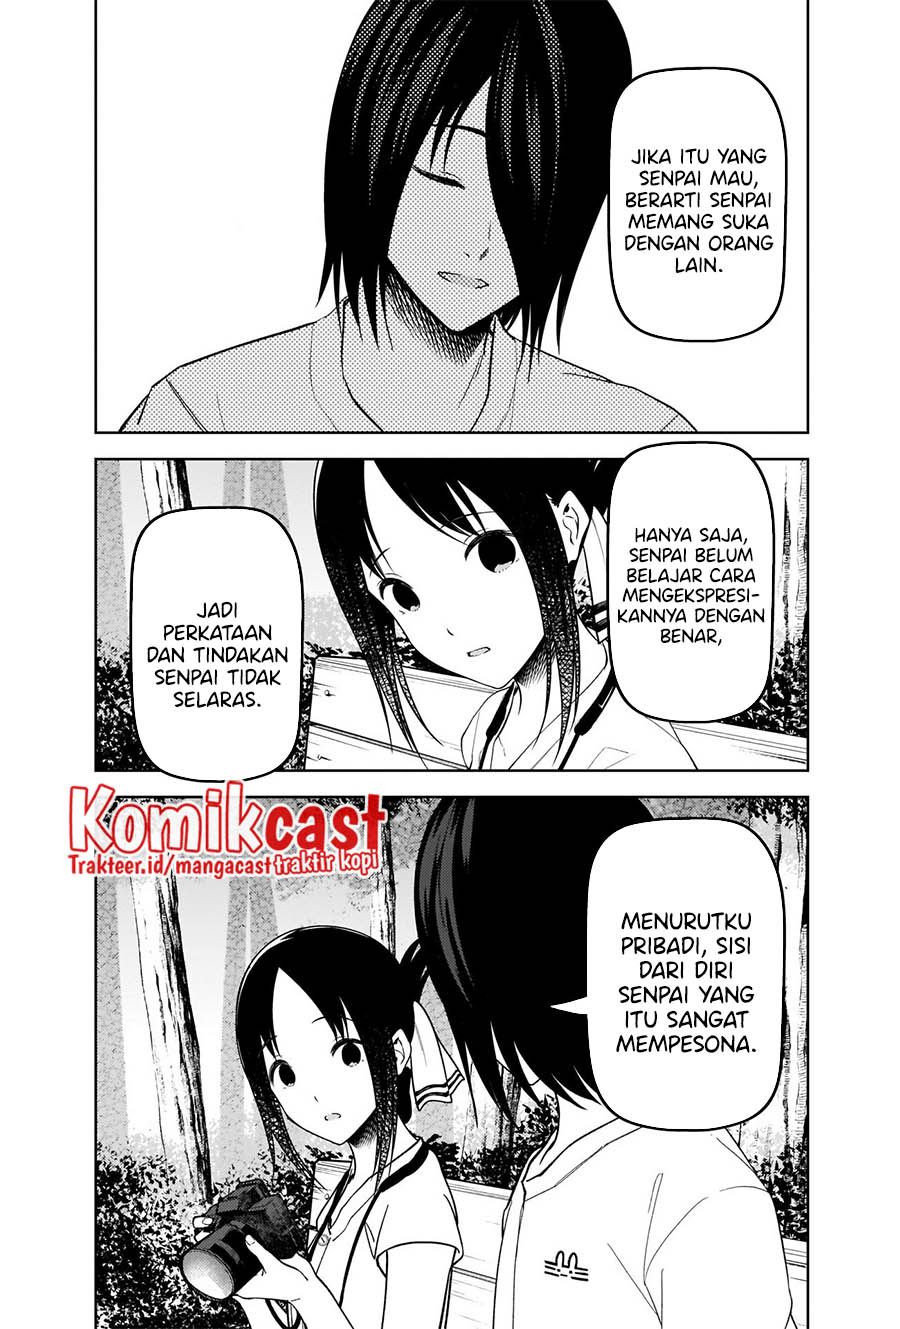 JIKA ITU YANG
SENPAI MAU,
BERARTI SENPAI
MEMANG SUKA
DENGAN ORANG
LAIN.
HANYA SAJA,
SENPAI BELUM
BELAJAR CARA
MENGEKSPRESI-
KANNYA DENGAN
BENAR,
JADI
PERKATAAN
DAN TINDAKAN
SENPAI TIDAK
SELARAS.
Komikcast
Trakteer.id/mangacast traktir kopi
MENURUTKU
PRIBADI, SISI
DARI DIRI
SENPAI YANG
ITU SANGAT
MEMPESONA.